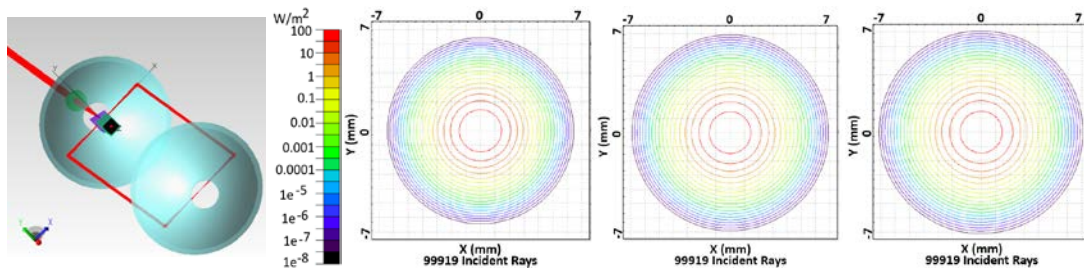 W/m²
100
10
1
0.1
0.01
0.001
0.0001
1e⁻⁵
1e⁻⁶
1e⁻⁷
1e⁻⁸
Y
X
Y
X
-7 0 7
7
0
-7
Y (mm)
X (mm)
99919 Incident Rays
-7 0 7
7
0
-7
Y (mm)
X (mm)
99919 Incident Rays
-7 0 7
7
0
-7
Y (mm)
X (mm)
99919 Incident Rays